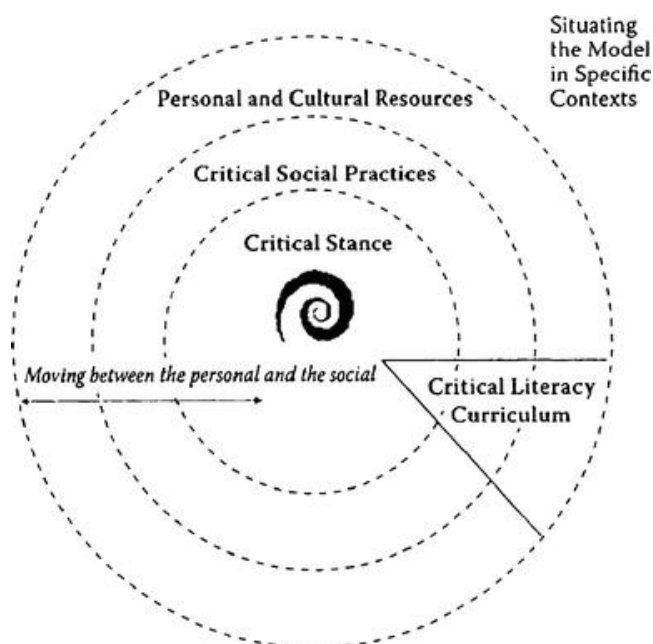 Situating
the Model
in Specific
Contexts
Personal and Cultural Resources
Critical Social Practices
Critical Stance
Moving between the personal and the social
Critical Literacy
Curriculum